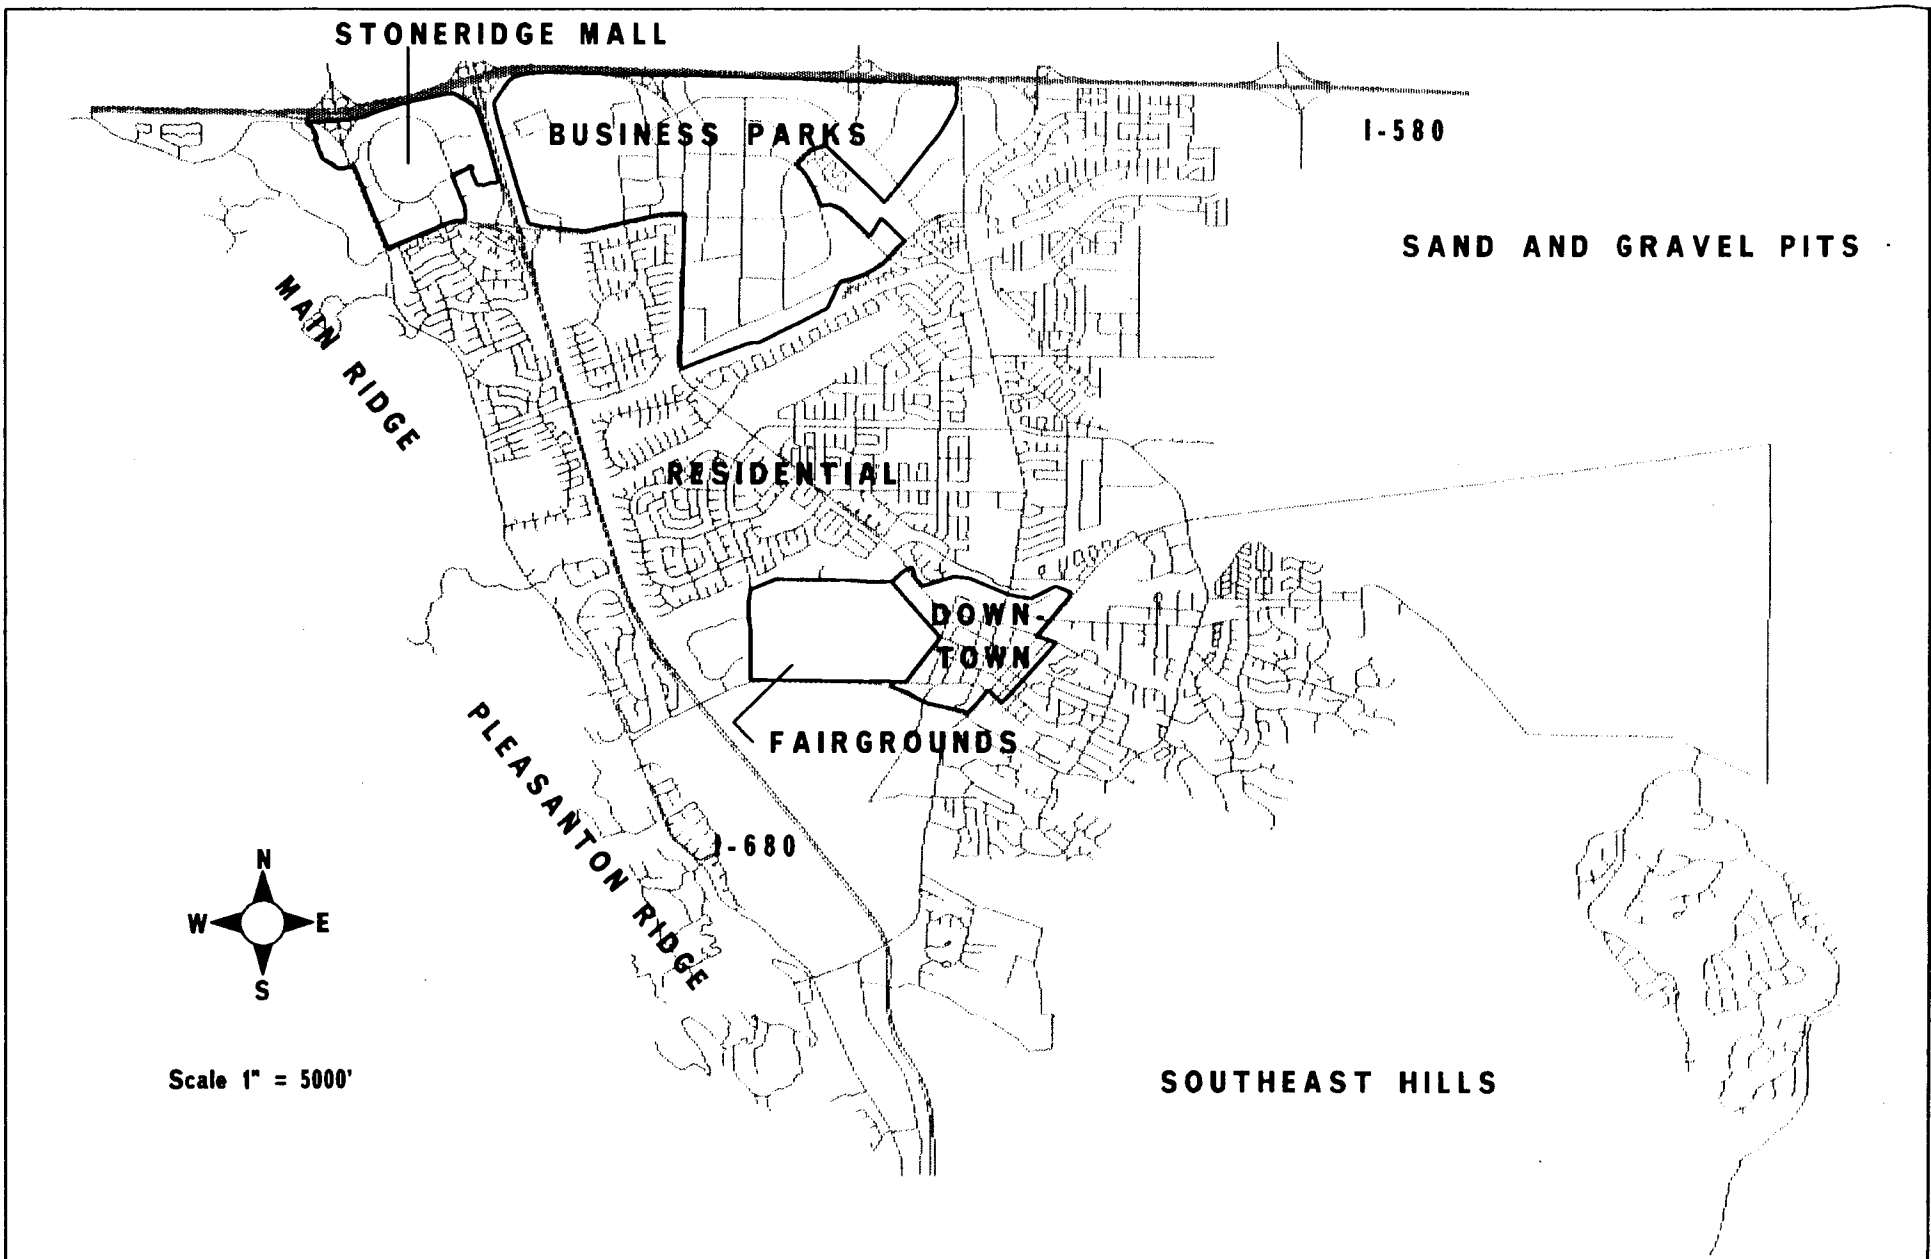 STONERIDGE MALL
BUSINESS PARKS
I-580
SAND AND GRAVEL PITS
MAIN RIDGE
RESIDENTIAL
DOWN-
TOWN
FAIRGROUNDS
PLEASANTON RIDGE
I-680
N
W E
S
Scale 1" = 5000'
SOUTHEAST HILLS